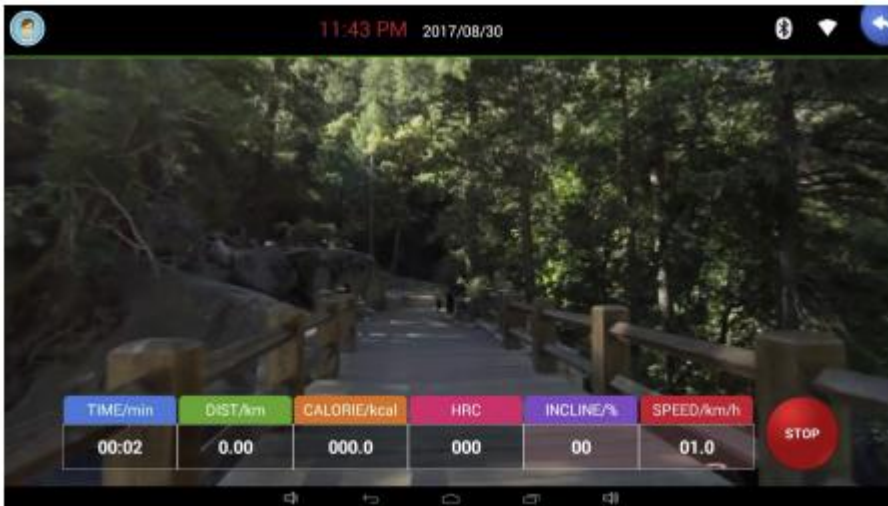 11:43 PM 2017/08/30
TIME/min DIST/km CALORIE/kcal HRC INCLINE/% SPEED/km/h
00:02 0.00 000.0 000 00 01.0
STOP